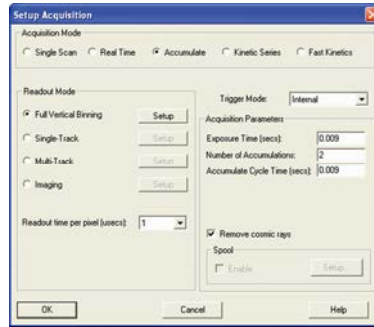 Setup Acquisition
Acquisition Mode
Single Scan Real Time Accumulate Kinetic Series Fast Kinetics
Readout Mode
Full Vertical Binning Setup
Single-Track Setup
Multi-Track Setup
Imaging Setup
Readout time per pixel (usecs): 1
Trigger Mode: Internal
Acquisition Parameters
Exposure Time (secs): 0.009
Number of Accumulations: 2
Accumulate Cycle Time (secs): 0.009
Remove cosmic rays
Spool
Enable Setup...
OK Cancel Help